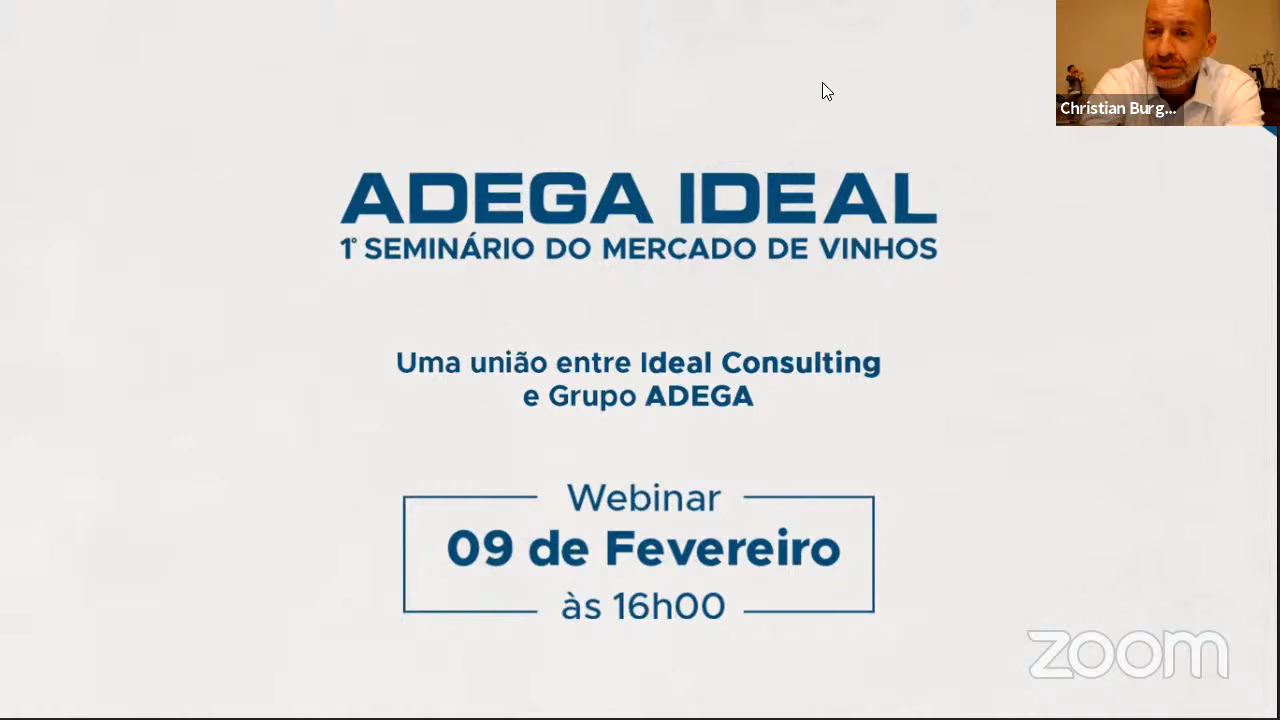 Christian Burg...
ADEGA IDEAL
1º SEMINÁRIO DO MERCADO DE VINHOS
Uma união entre Ideal Consulting
e Grupo ADEGA
Webinar
09 de Fevereiro
às 16h00
zoom